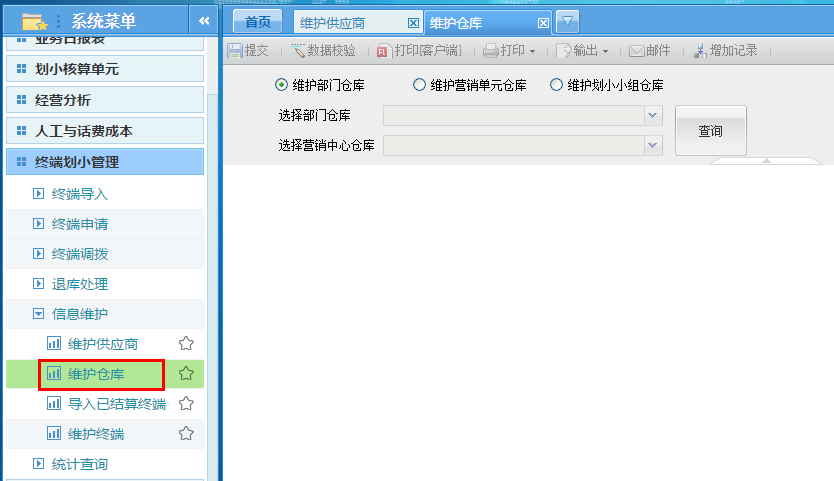 系统菜单
业务日报表
划小核算单元
经营分析
人工与话费成本
终端划小管理
终端导入
终端申请
终端调拨
退库处理
信息维护
维护供应商
维护仓库
导入已结算终端
维护终端
统计查询
首页 维护供应商 维护仓库
提交 数据校验 打印[客户端] 打印 输出 邮件 增加记录
维护部门仓库 维护营销单元仓库 维护划小小组仓库
选择部门仓库
选择营销中心仓库
查询